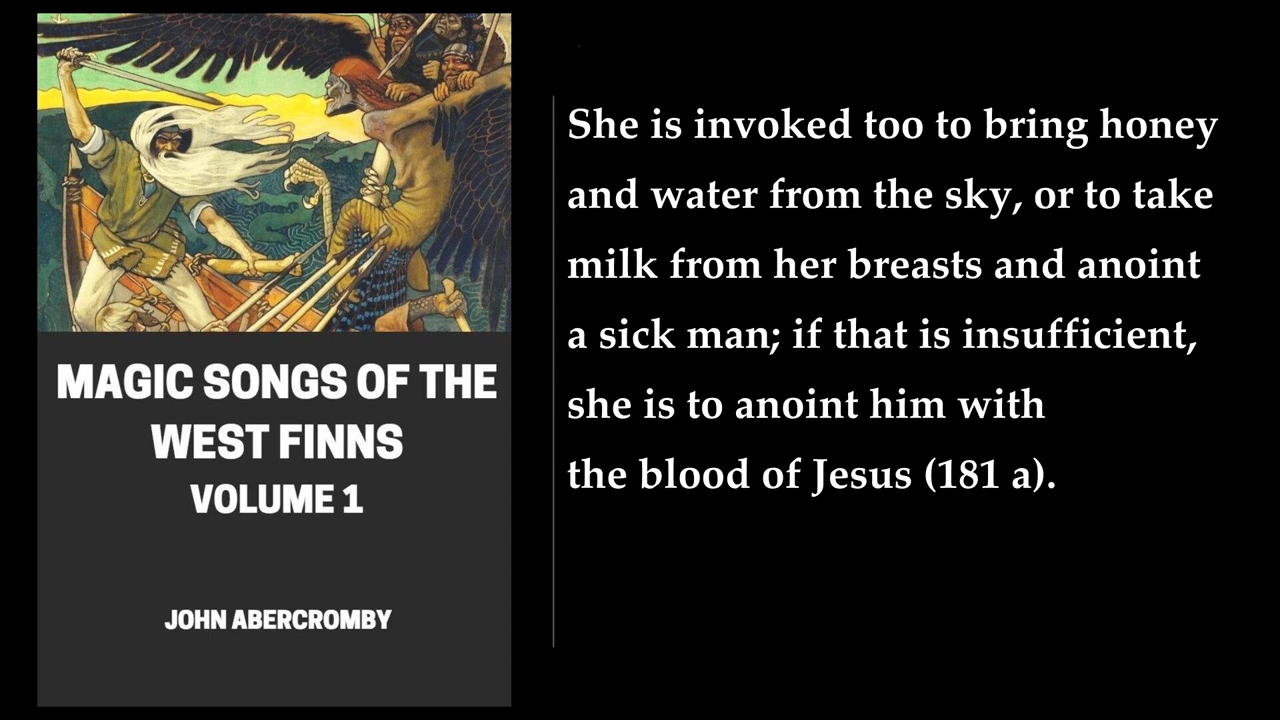 MAGIC SONGS OF THE
WEST FINNS
VOLUME 1
JOHN ABERCROMBY
She is invoked too to bring honey
and water from the sky, or to take
milk from her breasts and anoint
a sick man; if that is insufficient,
she is to anoint him with
the blood of Jesus (181 a).